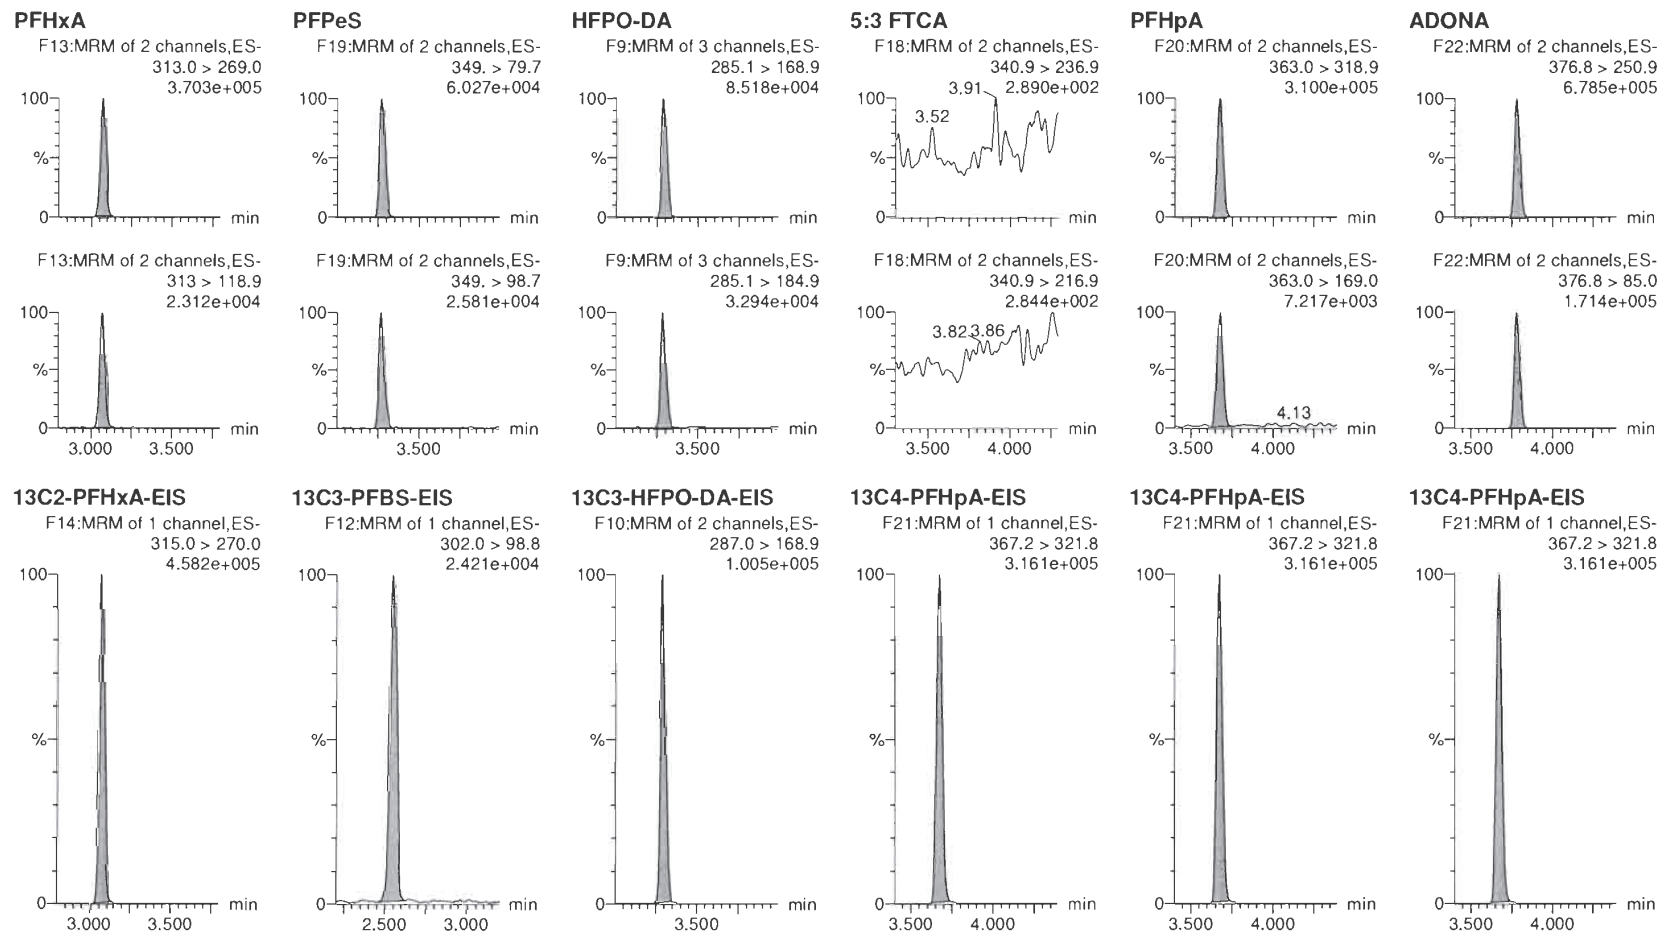 PFHxA
F13:MRM of 2 channels,ES-
313.0 > 269.0
3.703e+005
100
%
0
min
PFPeS
F19:MRM of 2 channels,ES-
349. > 79.7
6.027e+004
100
%
0
min
HFPO-DA
F9:MRM of 3 channels,ES-
285.1 > 168.9
8.518e+004
100
%
0
min
5:3 FTCA
F18:MRM of 2 channels,ES-
340.9 > 236.9
2.890e+002
100
3.91
3.52
%
0
min
PFHpA
F20:MRM of 2 channels,ES-
363.0 > 318.9
3.100e+005
100
%
0
min
ADONA
F22:MRM of 2 channels,ES-
376.8 > 250.9
6.785e+005
100
%
0
min
F13:MRM of 2 channels,ES-
313 > 118.9
2.312e+004
100
%
0
min
3.000 3.500
F19:MRM of 2 channels,ES-
349. > 98.7
2.581e+004
100
%
0
min
3.500
F9:MRM of 3 channels,ES-
285.1 > 184.9
3.294e+004
100
%
0
min
3.500
F18:MRM of 2 channels,ES-
340.9 > 216.9
2.844e+002
100
3.82 3.86
%
0
min
3.500 4.000
F20:MRM of 2 channels,ES-
363.0 > 169.0
7.217e+003
100
%
4.13
0
min
3.500 4.000
F22:MRM of 2 channels,ES-
376.8 > 85.0
1.714e+005
100
%
0
min
3.500 4.000
13C2-PFHxA-EIS
F14:MRM of 1 channel,ES-
315.0 > 270.0
4.582e+005
100
%
0
min
3.000 3.500
13C3-PFBS-EIS
F12:MRM of 1 channel,ES-
302.0 > 98.8
2.421e+004
100
%
0
min
2.500 3.000
13C3-HFPO-DA-EIS
F10:MRM of 2 channels,ES-
287.0 > 168.9
1.005e+005
100
%
0
min
3.500
13C4-PFHpA-EIS
F21:MRM of 1 channel,ES-
367.2 > 321.8
3.161e+005
100
%
0
min
3.500 4.000
13C4-PFHpA-EIS
F21:MRM of 1 channel,ES-
367.2 > 321.8
3.161e+005
100
%
0
min
3.500 4.000
13C4-PFHpA-EIS
F21:MRM of 1 channel,ES-
367.2 > 321.8
3.161e+005
100
%
0
min
3.500 4.000